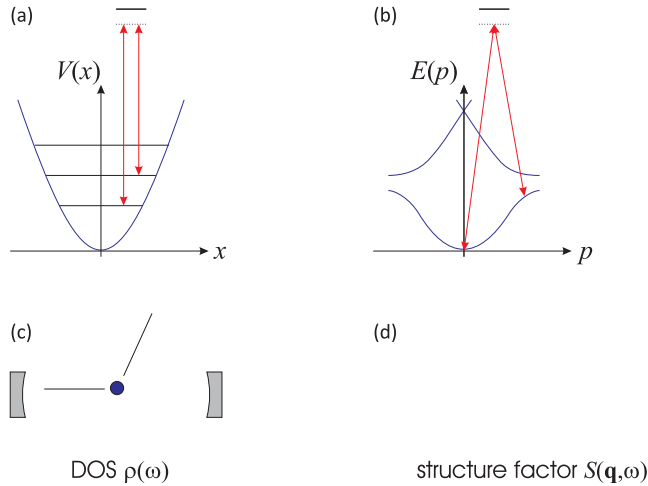 (a)
V(x)
x
(b)
E(p)
p
(c)
(d)
DOS ρ(ω)
structure factor S(q,ω)